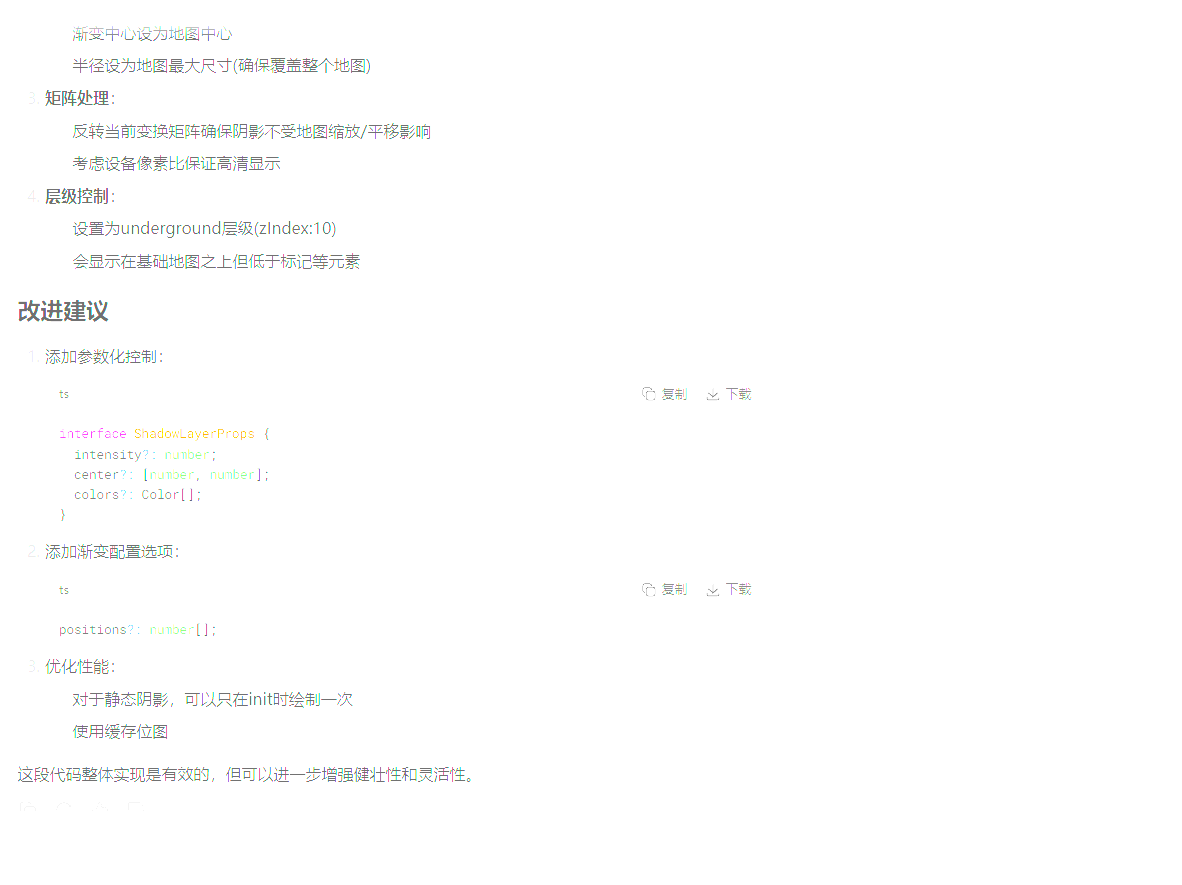 渐变中心设为地图中心
半径设为地图最大尺寸(确保覆盖整个地图)
3. 矩阵处理：
反转当前变换矩阵确保阴影不受地图缩放/平移影响
考虑设备像素比保证高清显示
4. 层级控制：
设置为underground层级(zIndex:10)
会显示在基础地图之上但低于标记等元素
改进建议
1. 添加参数化控制：
ts 复制 下载
interface ShadowLayerProps {
intensity?: number;
center?: [number, number];
colors?: Color[];
}
2. 添加渐变配置选项：
ts 复制 下载
positions?: number[];
3. 优化性能：
对于静态阴影，可以只在init时绘制一次
使用缓存位图
这段代码整体实现是有效的，但可以进一步增强健壮性和灵活性。